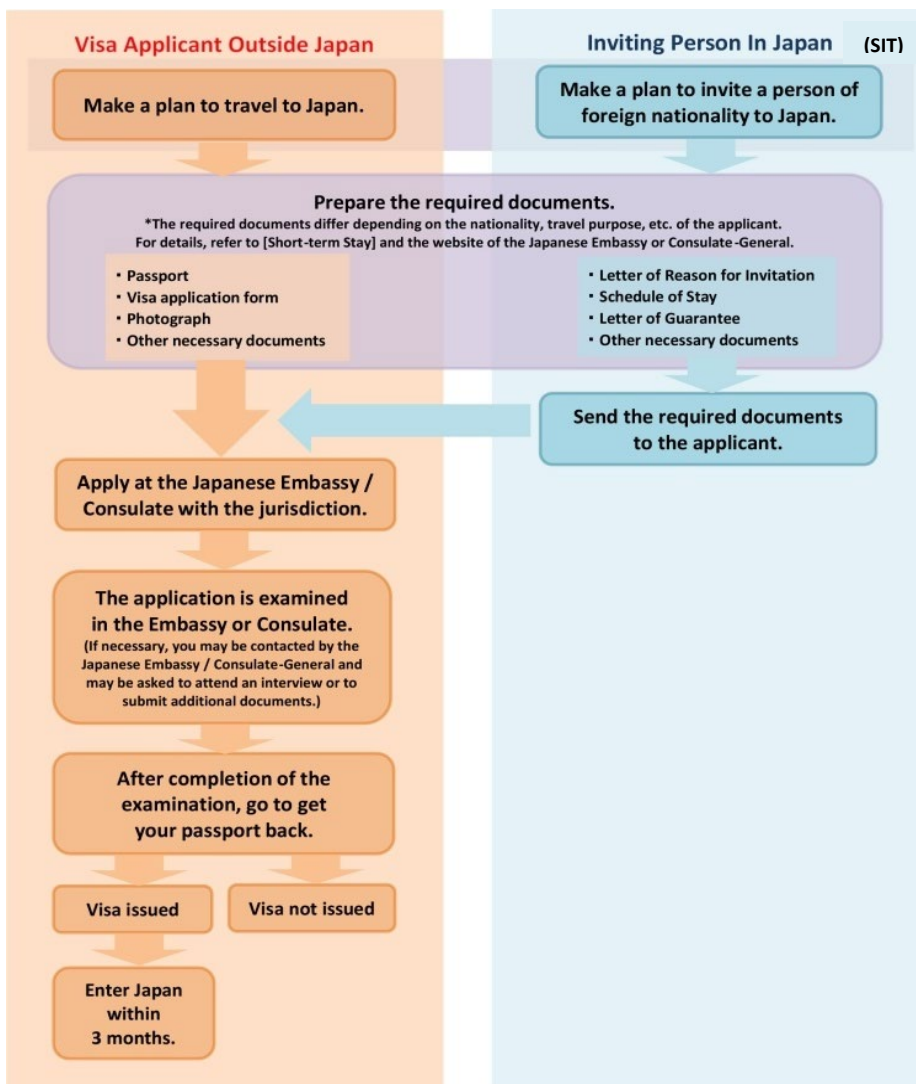 Visa Applicant Outside Japan
Inviting Person In Japan (SIT)
Make a plan to travel to Japan.
Make a plan to invite a person of
foreign nationality to Japan.
Prepare the required documents.
*The required documents differ depending on the nationality, travel purpose, etc. of the applicant.
For details, refer to [Short-term Stay] and the website of the Japanese Embassy or Consulate-General.
・Passport
・Visa application form
・Photograph
・Other necessary documents
・Letter of Reason for Invitation
・Schedule of Stay
・Letter of Guarantee
・Other necessary documents
Send the required documents
to the applicant.
Apply at the Japanese Embassy /
Consulate with the jurisdiction.
The application is examined
in the Embassy or Consulate.
(If necessary, you may be contacted by the
Japanese Embassy / Consulate-General and
may be asked to attend an interview or to
submit additional documents.)
After completion of the
examination, go to get
your passport back.
Visa issued
Visa not issued
Enter Japan
within
3 months.